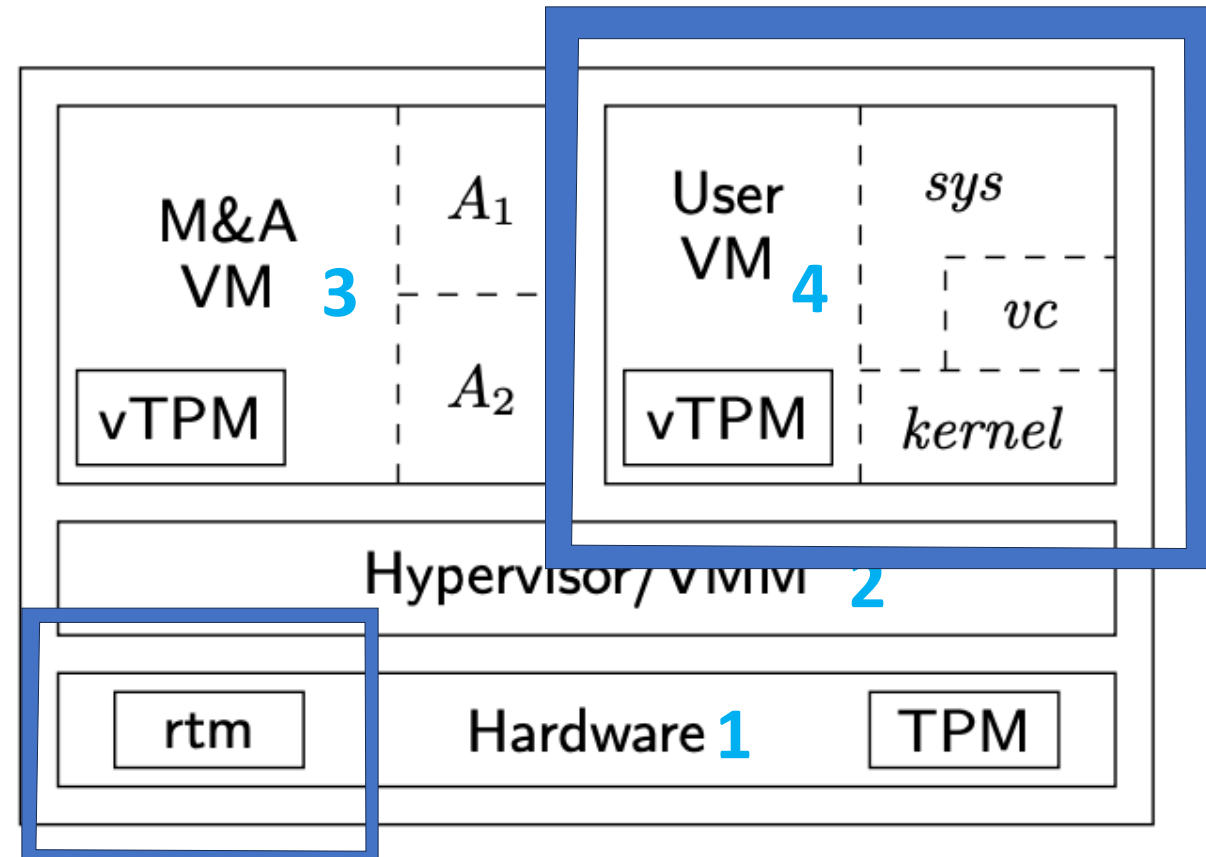 M&A
VM
3
A₁
A₂
vTPM
User
VM
4
sys
vc
kernel
vTPM
Hypervisor/VMM 2
rtm
Hardware 1
TPM